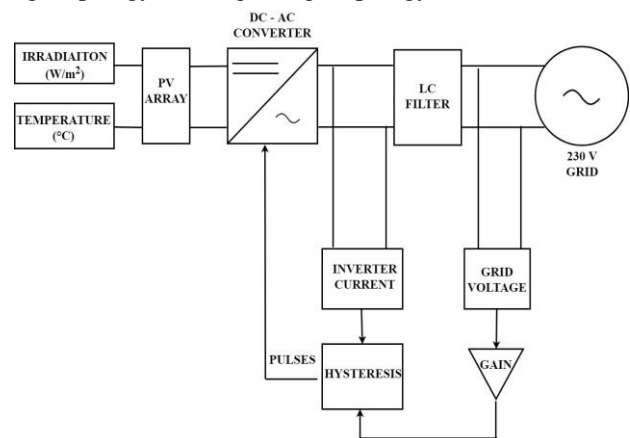 DC - AC
CONVERTER
IRRADIAITON
(W/m²)
PV
ARRAY
LC
FILTER
TEMPERATURE
(°C)
230 V
GRID
INVERTER
CURRENT
GRID
VOLTAGE
PULSES
HYSTERESIS
GAIN